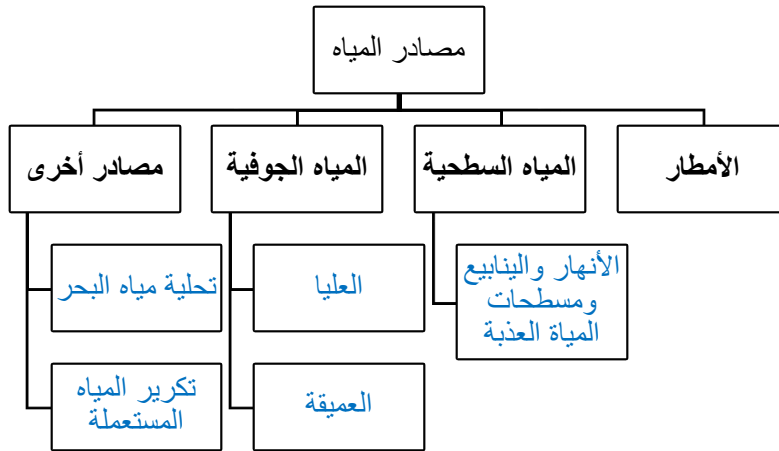 مصادر المياه
الأمطار
المياه السطحية
المياه الجوفية
مصادر أخرى
الأنهار والينابيع
ومسطحات
المياة العذبة
العليا
العميقة
تحلية مياه البحر
تكرير المياه
المستعملة